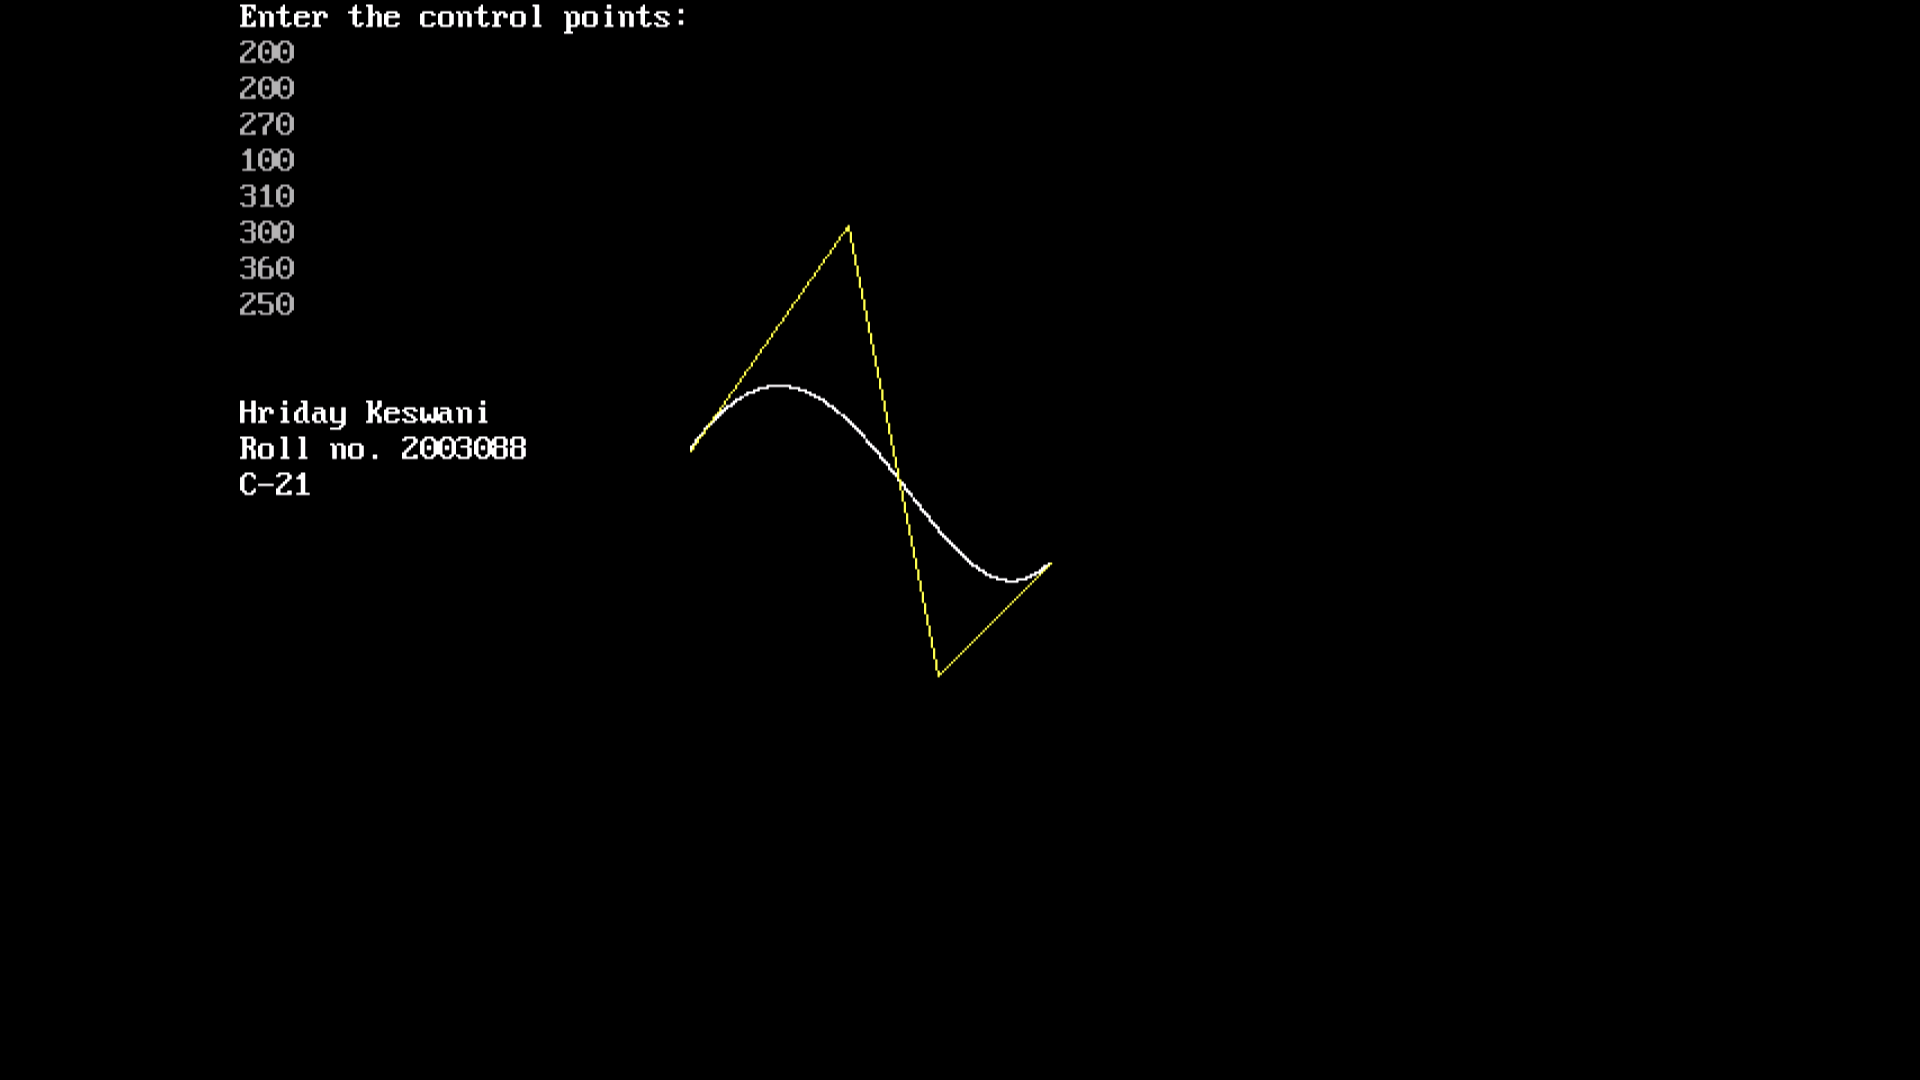 Enter the control points:
200
200
270
100
310
300
360
250
Hriday Keswani
Roll no. 2003088
C-21